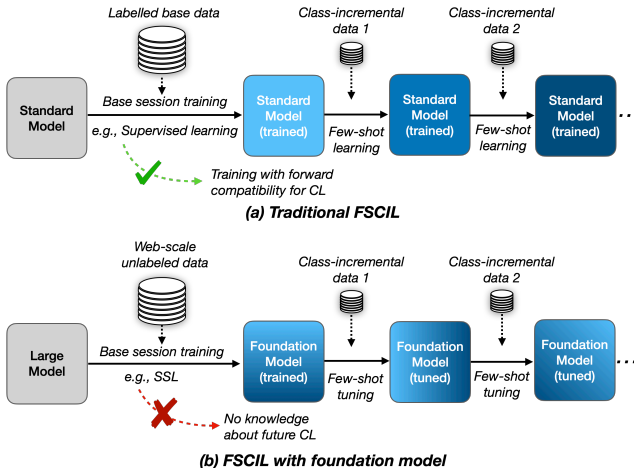 Labelled base data
Class-incremental
data 1
Class-incremental
data 2
Standard
Model
Base session training
e.g., Supervised learning
Standard
Model
(trained)
Few-shot
learning
Standard
Model
(trained)
Few-shot
learning
Standard
Model
(trained)
Training with forward
compatibility for CL
(a) Traditional FSCIL
Web-scale
unlabeled data
Class-incremental
data 1
Class-incremental
data 2
Large
Model
Base session training
e.g., SSL
Foundation
Model
(trained)
Few-shot
tuning
Foundation
Model
(tuned)
Few-shot
tuning
Foundation
Model
(tuned)
No knowledge
about future CL
(b) FSCIL with foundation model